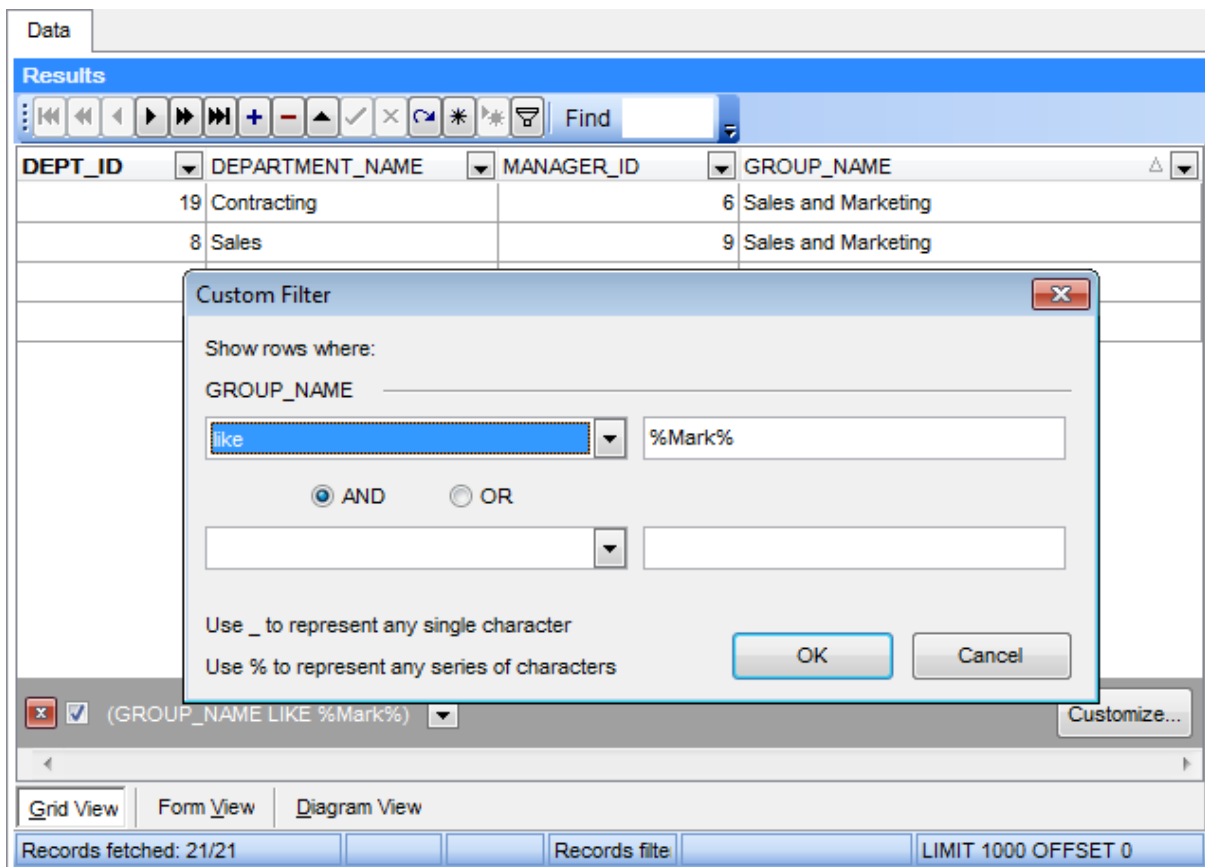 Data
Results
Find
DEPT_ID DEPARTMENT_NAME MANAGER_ID GROUP_NAME
19 Contracting 6 Sales and Marketing
8 Sales 9 Sales and Marketing
Custom Filter
Show rows where:
GROUP_NAME
like %Mark%
AND OR
Use _ to represent any single character
Use % to represent any series of characters
OK Cancel
(GROUP_NAME LIKE %Mark%) Customize...
Grid View Form View Diagram View
Records fetched: 21/21 Records filte LIMIT 1000 OFFSET 0